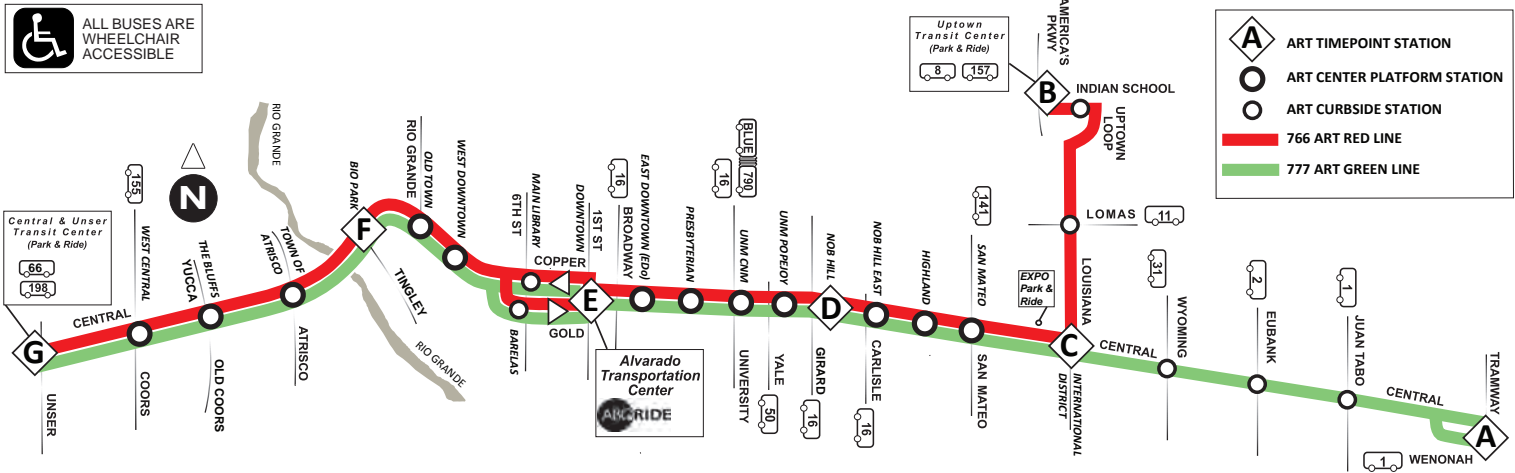 ALL BUSES ARE
WHEELCHAIR
ACCESSIBLE
Uptown
Transit Center
(Park & Ride)
8 157
AMERICA'S
PKWY
B
INDIAN SCHOOL
UPTOWN
LOOP
A ART TIMEPOINT STATION
ART CENTER PLATFORM STATION
ART CURBSIDE STATION
766 ART RED LINE
777 ART GREEN LINE
N
Central & Unser
Transit Center
(Park & Ride)
66
198
G
UNSER
CENTRAL
155
WEST CENTRAL
COORS
THE BLUFFS
YUCCA
OLD COORS
TOWN OF
ATRISCO
ATRISCO
RIO GRANDE
BIO PARK
F
TINGLEY
RIO GRANDE
RIO GRANDE
OLD TOWN
WEST DOWNTOWN
6TH ST
MAIN LIBRARY
COPPER
BARELAS
GOLD
DOWNTOWN
1ST ST
E
Alvarado
Transportation
Center
ABQRIDE
16
BROADWAY
EAST DOWNTOWN (EDo)
PRESBYTERIAN
16
BLUE
790
UNM CNM
UNIVERSITY
UNM POPEJOY
YALE
50
NOB HILL
D
GIRARD
16
NOB HILL EAST
CARLISLE
16
HIGHLAND
141
SAN MATEO
SAN MATEO
EXPO
Park &
Ride
LOMAS 11
LOUISIANA
C
INTERNATIONAL
DISTRICT
CENTRAL
31
WYOMING
2
EUBANK
1
JUAN TABO
CENTRAL
TRAMWAY
A
1 WENONAH